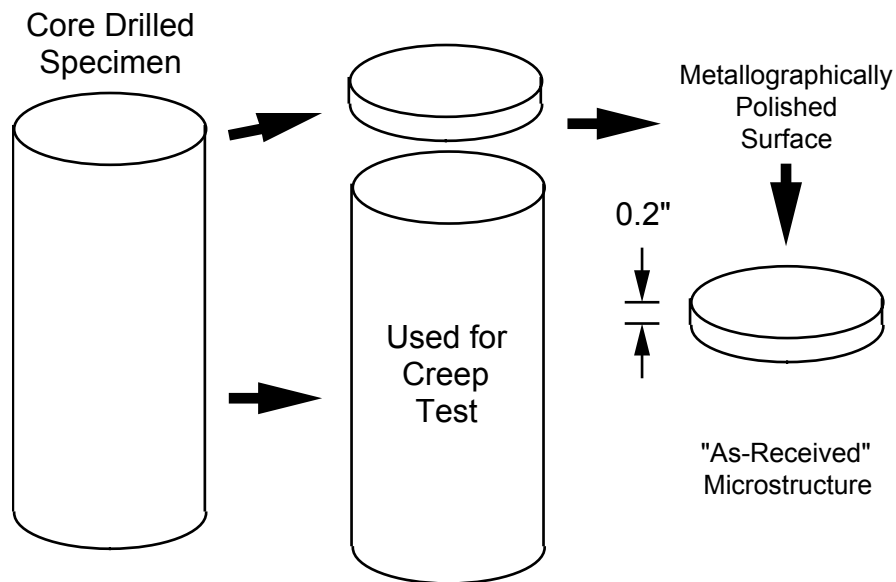 Core Drilled
Specimen
Metallographically
Polished
Surface
0.2"
Used for
Creep
Test
"As-Received"
Microstructure